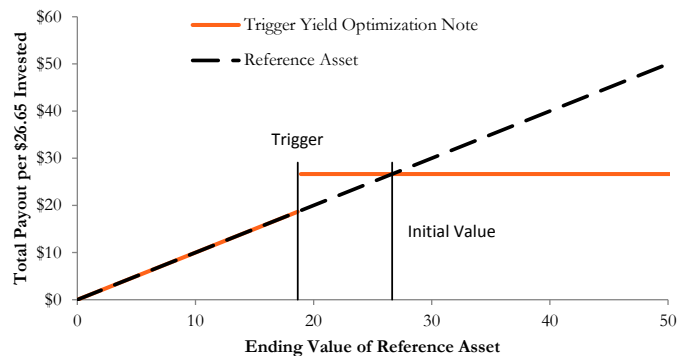 $60
$50
$40
$30
$20
$10
$0
Total Payout per $26.65 Invested
Trigger Yield Optimization Note
Reference Asset
Trigger
Initial Value
0
10
20
30
40
50
Ending Value of Reference Asset